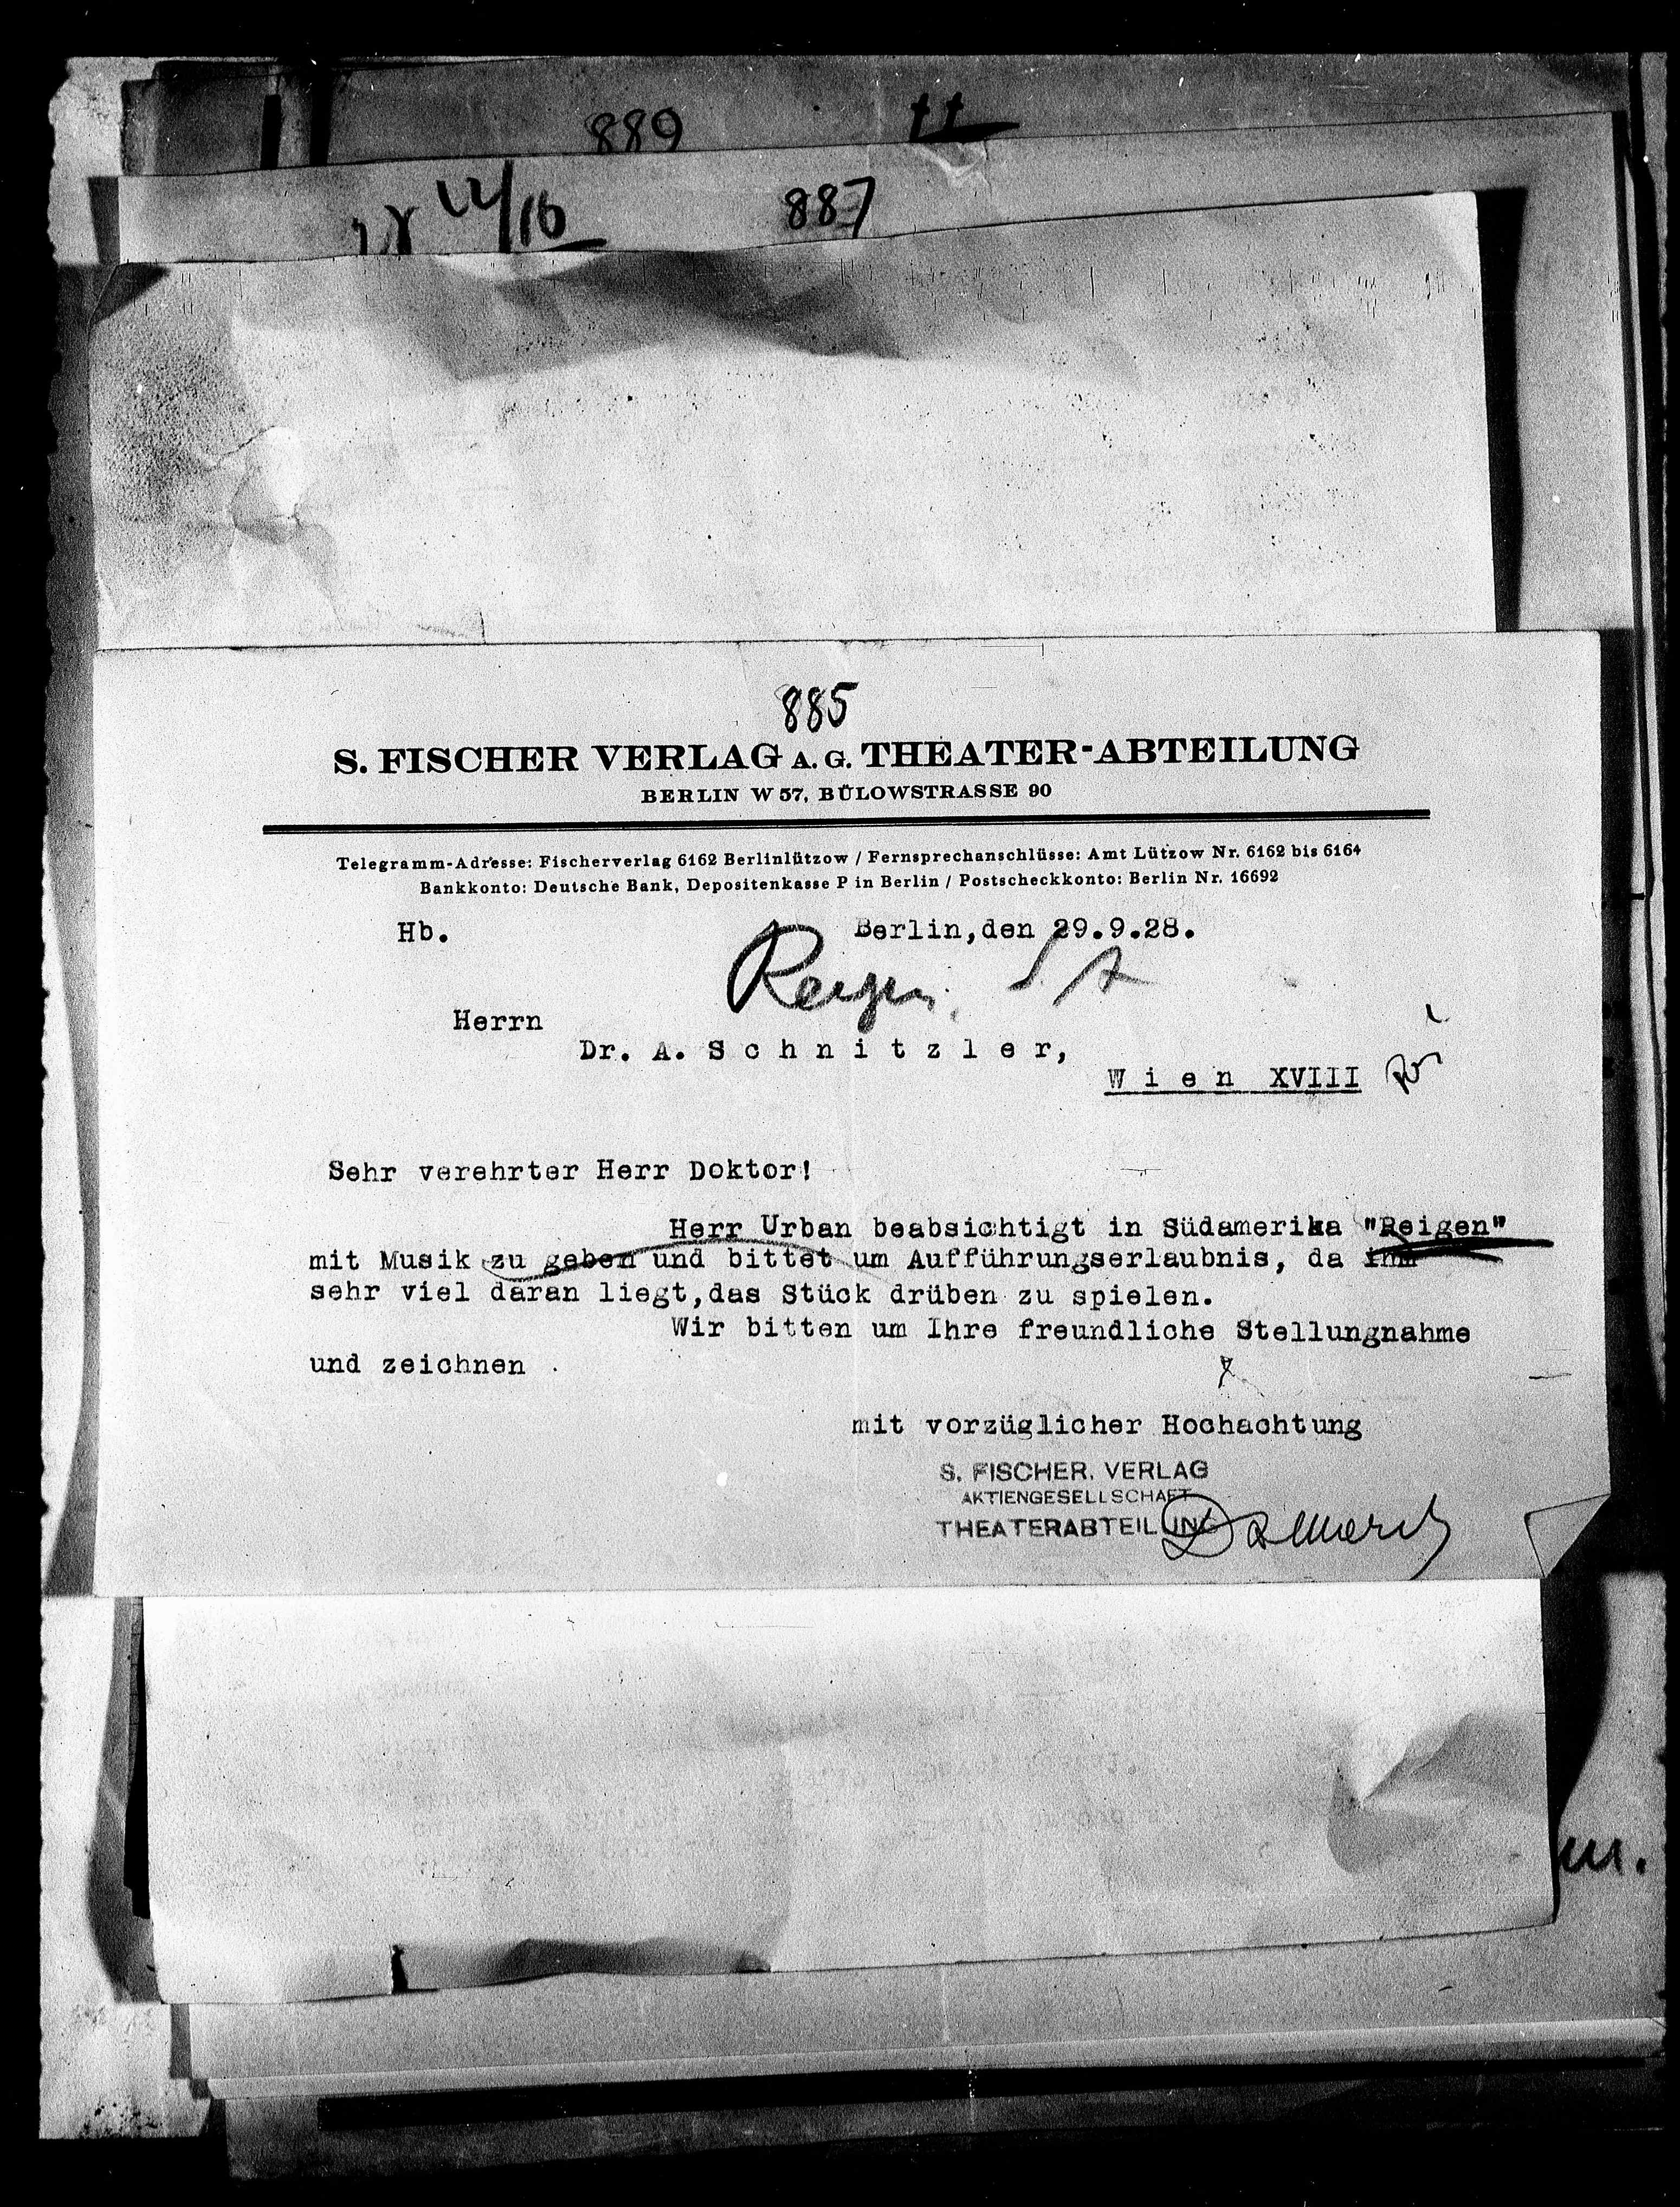 889
887
885
S. FISCHER VERLAG A. G. THEATER-ABTEILUNG
BERLIN W 57, BÜLOWSTRASSE 90
Telegramm-Adresse: Fischerverlag 6162 Berlinlützow / Fernsprechanschlüsse: Amt Lützow Nr. 6162 bis 6164
Bankkonto: Deutsche Bank, Depositenkasse P in Berlin / Postscheckkonto: Berlin Nr. 16692
Hb. Berlin, den 29.9.28.
Reigen.
Herrn
Dr. A. Schnitzler,
Wien XVIII
Sehr verehrter Herr Doktor!
Herr Urban beabsichtigt in Südamerika "Reigen"
mit Musik zu geben und bittet um Aufführungserlaubnis, da ihm
sehr viel daran liegt, das Stück drüben zu spielen.
Wir bitten um Ihre freundliche Stellungnahme
und zeichnen
mit vorzüglicher Hochachtung
S. FISCHER, VERLAG
AKTIENGESELLSCHAFT
THEATERABTEILUNG